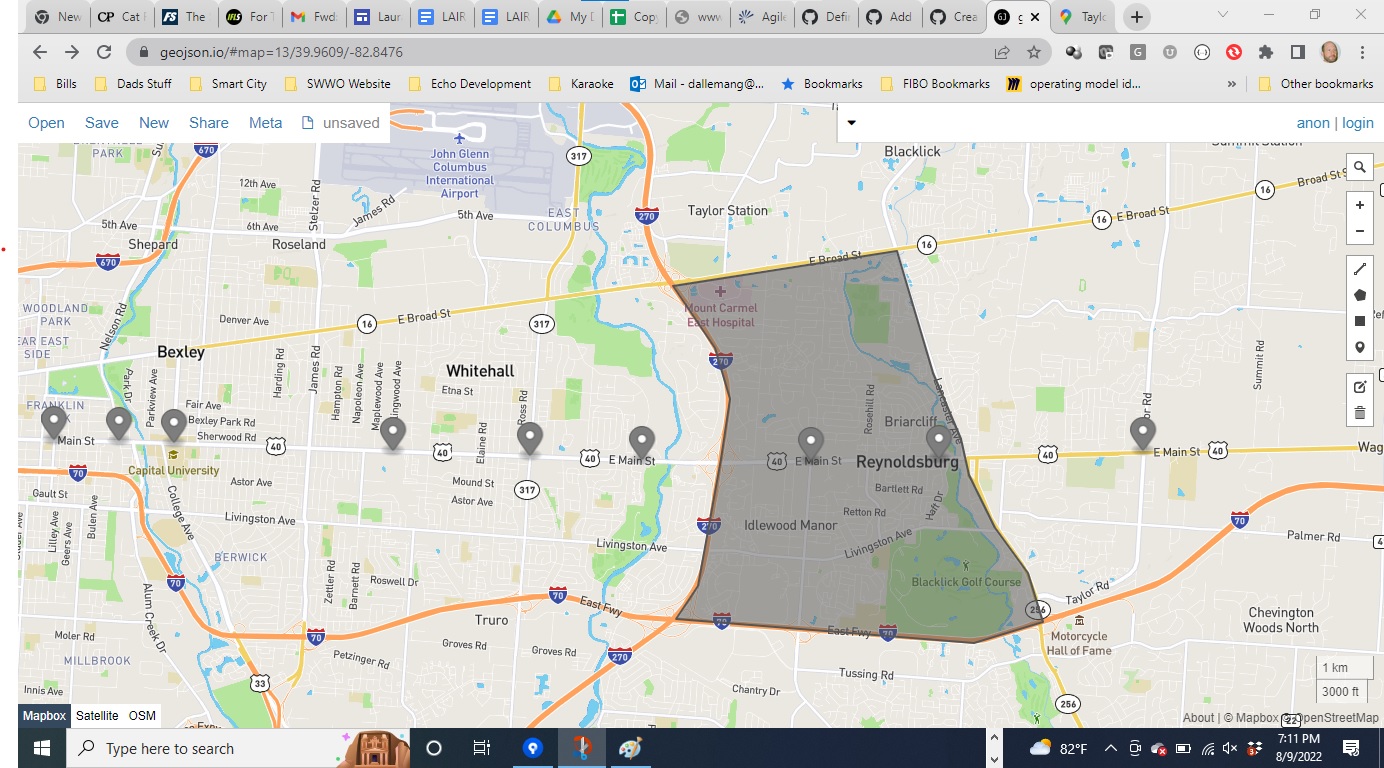 New
CP Cat F
FS The
IFLS For T
Fwd:
Laur
LAIR
LAIR
My D
Copy
www
Agile
Defin
Add
Crea
GJ g
Taylo
geojson.io/#map=13/39.9609/-82.8476
Bills Dads Stuff Smart City SWWO Website Echo Development Karaoke Mail - dallemang@... Bookmarks FIBO Bookmarks operating model id... » Other bookmarks
Open Save New Share Meta unsaved
anon | login
PARK
670
John Glenn
Columbus
International
Airport
317
Blacklick
12th Ave
Stelzer Rd
James Rd
16
Broad St
5th Ave
6th Ave
5th Ave
EAST
COLUMBUS
270
Taylor Station
16
E Broad St
Shepard
Roseland
16
670
E Broad St
WOODLAND
PARK
Nelson Rd
Denver Ave
16
E Broad St
317
Mount Carmel
East Hospital
EAR EAST
SIDE
Bexley
Whitehall
270
Harding Rd
James Rd
Hampton Rd
Napoleon Ave
Maplewood Ave
Etna St
Ross Rd
Rosehill Rd
Lancaster Ave
Summit Rd
Park Dr
Parkview Ave
FRANKLIN
Fair Ave
Bexley Park Rd
Sherwood Rd
Main St
40
40
Elaine Rd
40
E Main St
40
E Main St
Briarcliff
Reynoldsburg
40
E Main St
40
Wag
70
Capital University
Astor Ave
Mound St
Astor Ave
317
Bartlett Rd
Haft Dr
Gault St
Lilley Ave
Geers Ave
Bulen Ave
College Ave
Livingston Ave
Retton Rd
Idlewood Manor
270
70
Livingston Ave
Livingston Ave
Palmer Rd
BERWICK
Zettler Rd
Barnett Rd
Roswell Dr
70
Alum Creek Dr
Blacklick Golf Course
70
East Fwy
256
Taylor Rd
Truro
70
East Fwy
70
Chevington
Woods North
Moler Rd
70
Motorcycle
Hall of Fame
MILLBROOK
Petzinger Rd
Groves Rd
Groves Rd
270
Tussing Rd
1 km
3000 ft
Innis Ave
33
Chantry Dr
256
Mapbox Satellite OSM
About | © Mapbox © OpenStreetMap
22
Type here to search
82°F
7:11 PM
8/9/2022